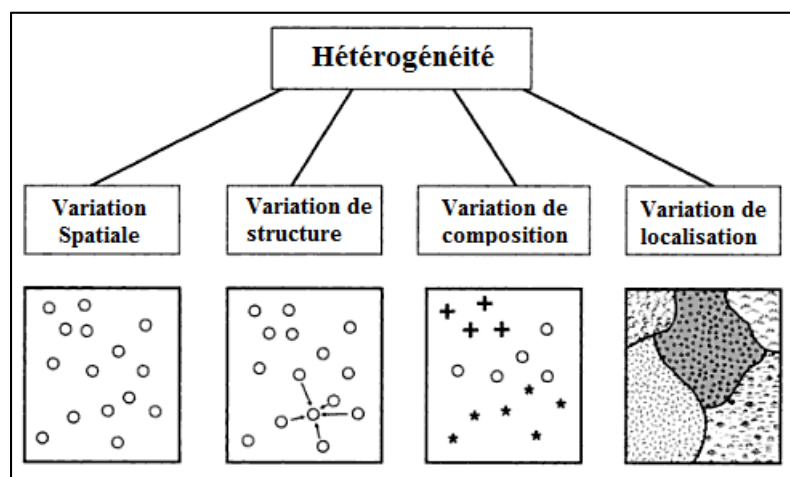 Hétérogénéité
Variation
Spatiale
Variation de
structure
Variation de
composition
Variation de
localisation